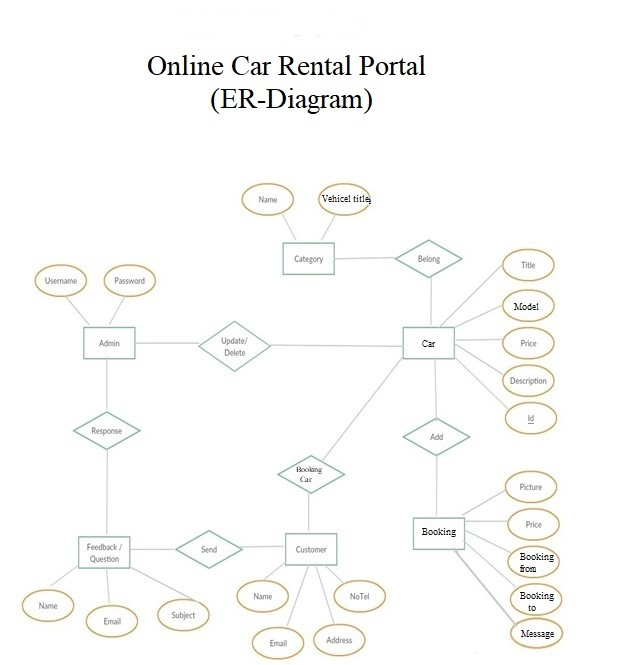 Online Car Rental Portal
(ER-Diagram)
Name
Vehicel title
Category
Belong
Title
Username
Password
Model
Admin
Update/
Delete
Car
Price
Description
Id
Response
Add
Booking
Car
Picture
Price
Booking
Feedback /
Question
Send
Customer
Booking
from
Name
Email
Subject
Name
NoTel
Booking
to
Email
Address
Message